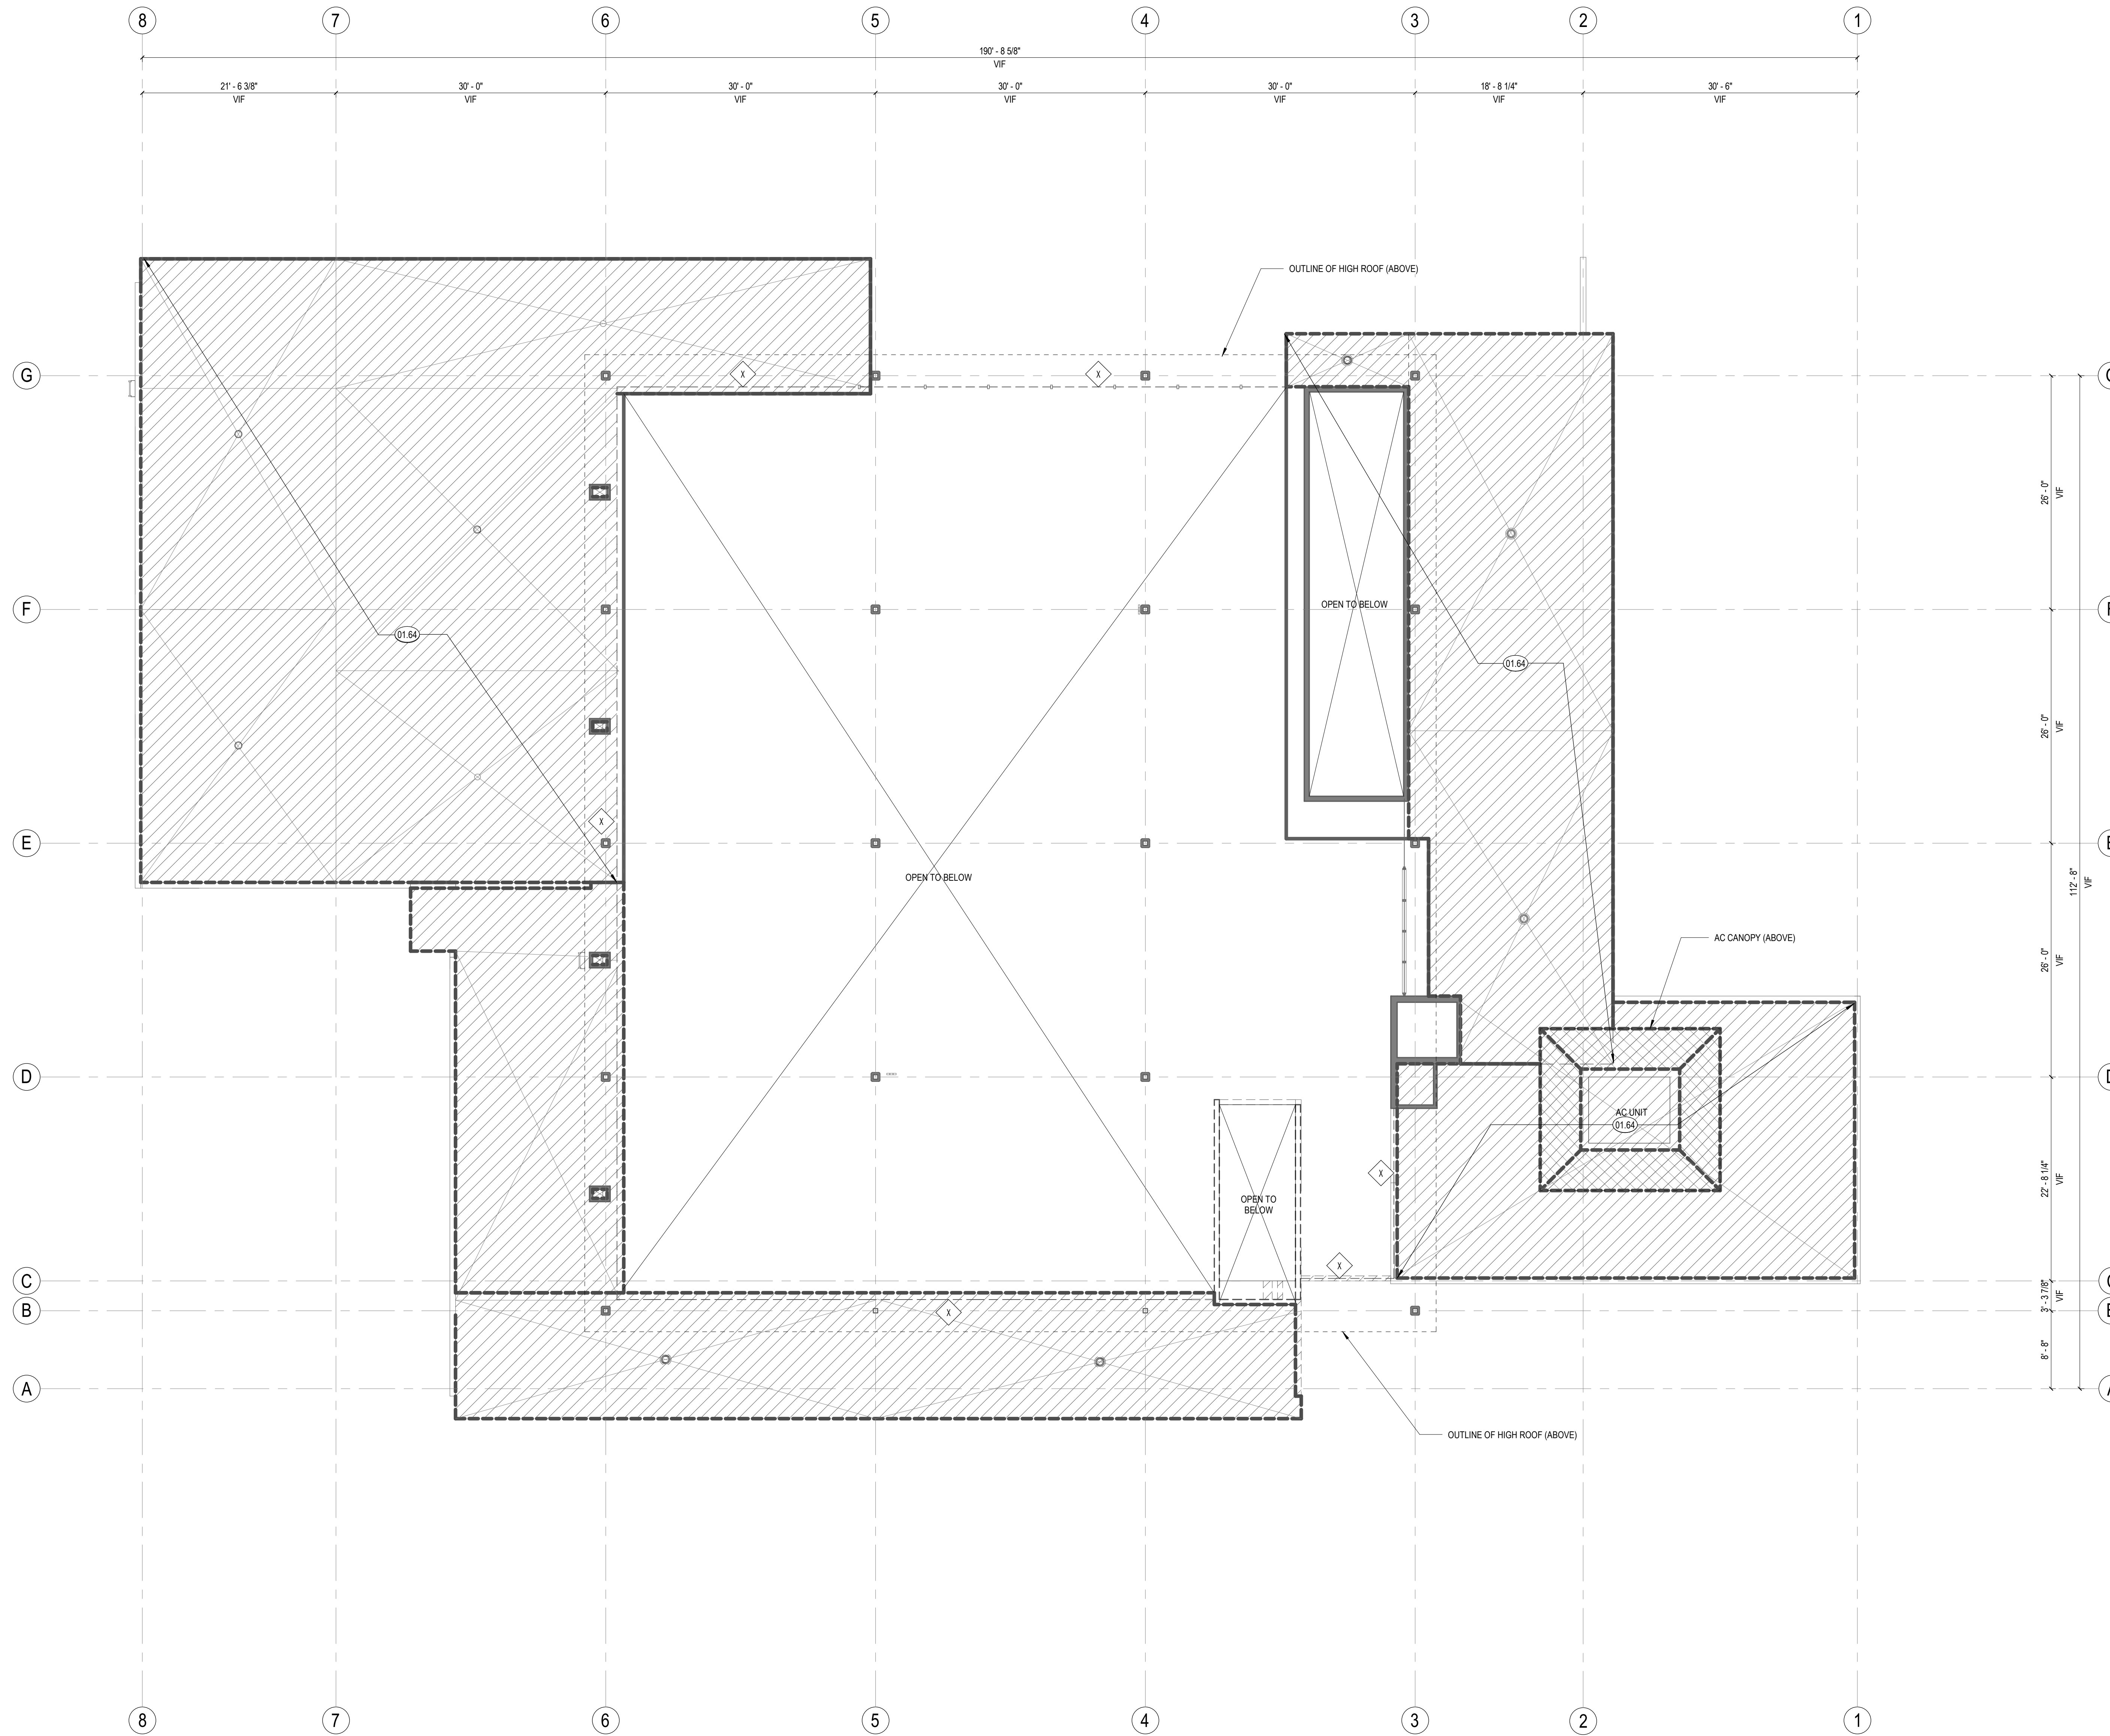 8 7 6 5 4 3 2 1
190' - 8 5/8"
VIF
21' - 6 3/8" 30' - 0" 30' - 0" 30' - 0" 30' - 0" 18' - 8 1/4" 30' - 6"
VIF VIF VIF VIF VIF VIF VIF
OUTLINE OF HIGH ROOF (ABOVE)
G X X
26' - 0"
VIF
OPEN TO BELOW
F
01.64
01.64
26' - 0"
VIF
X
E
OPEN TO BELOW
112' - 8"
VIF
AC CANOPY (ABOVE)
26' - 0"
VIF
D
AC UNIT
01.64
X
22' - 8 1/4"
VIF
OPEN TO
BELOW
X
C
3' - 3 7/8"
VIF
B X
8' - 8"
VIF
A
OUTLINE OF HIGH ROOF (ABOVE)
8 7 6 5 4 3 2 1